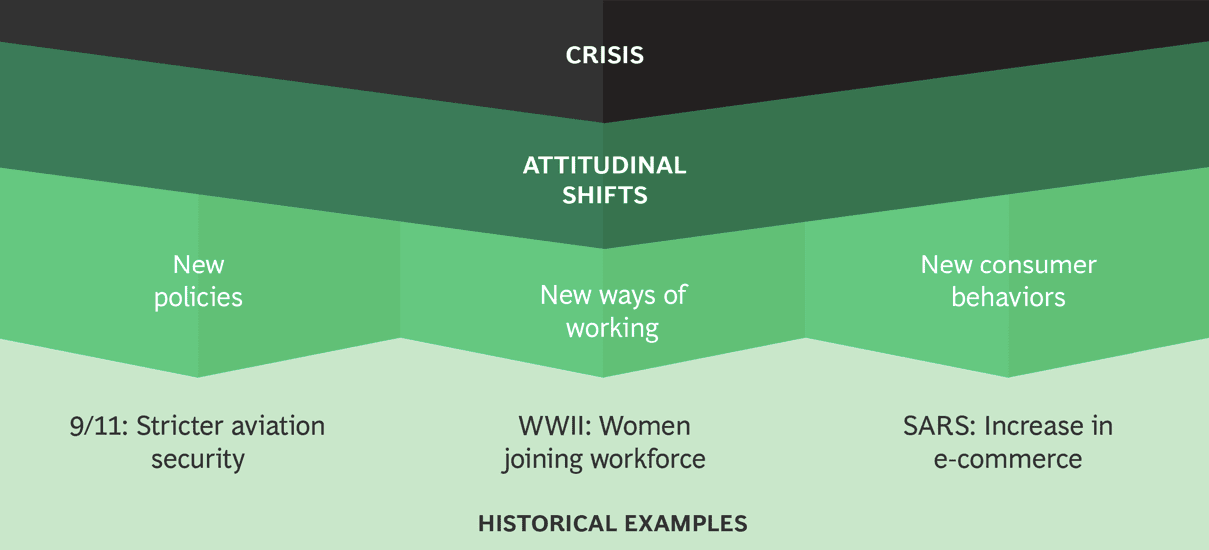 CRISIS
ATTITUDINAL
SHIFTS
New
policies
New ways of
working
New consumer
behaviors
9/11: Stricter aviation
security
WWII: Women
joining workforce
SARS: Increase in
e-commerce
HISTORICAL EXAMPLES